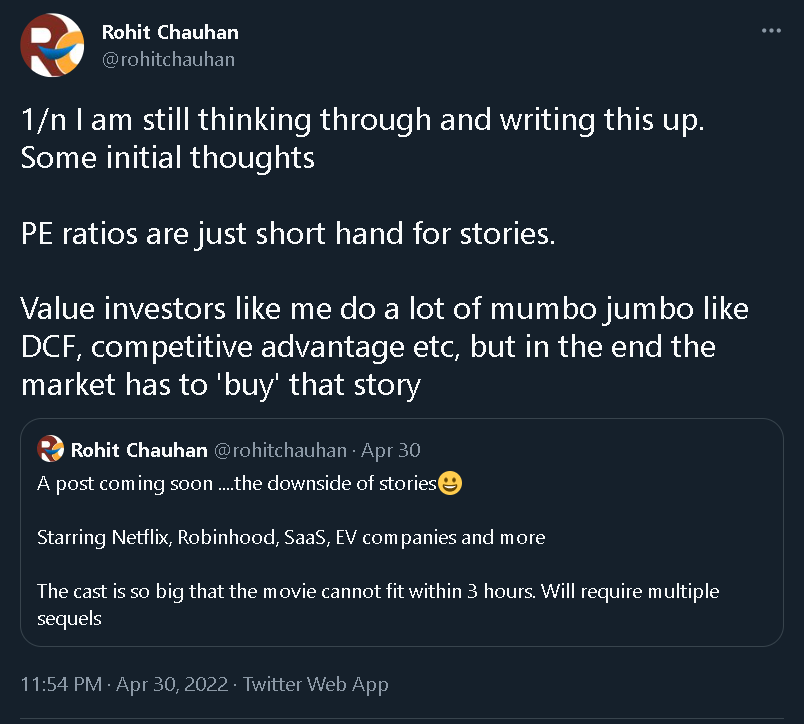 Rohit Chauhan
@rohitchauhan
1/n I am still thinking through and writing this up.
Some initial thoughts
PE ratios are just short hand for stories.
Value investors like me do a lot of mumbo jumbo like
DCF, competitive advantage etc, but in the end the
market has to 'buy' that story
Rohit Chauhan @rohitchauhan · Apr 30
A post coming soon ....the downside of stories😀
Starring Netflix, Robinhood, SaaS, EV companies and more
The cast is so big that the movie cannot fit within 3 hours. Will require multiple
sequels
11:54 PM · Apr 30, 2022 · Twitter Web App